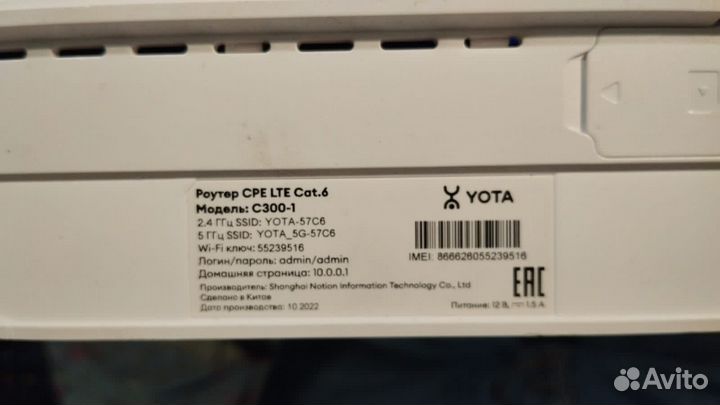 Роутер CPE LTE Cat.6
Модель: C300-1
2.4 ГГц SSID: YOTA-57C6
5 ГГц SSID: YOTA_5G-57C6
Wi-Fi ключ: 55239516
Логин/пароль: admin/admin
Домашняя страница: 10.0.0.1
Производитель: Shanghai Notion Information Technology Co., Ltd
Сделано в Китае
Дата производства: 10.2022
YOTA
IMEI: 866626055239516
EAC
Питание: 12 В, 1,5 А
Avito